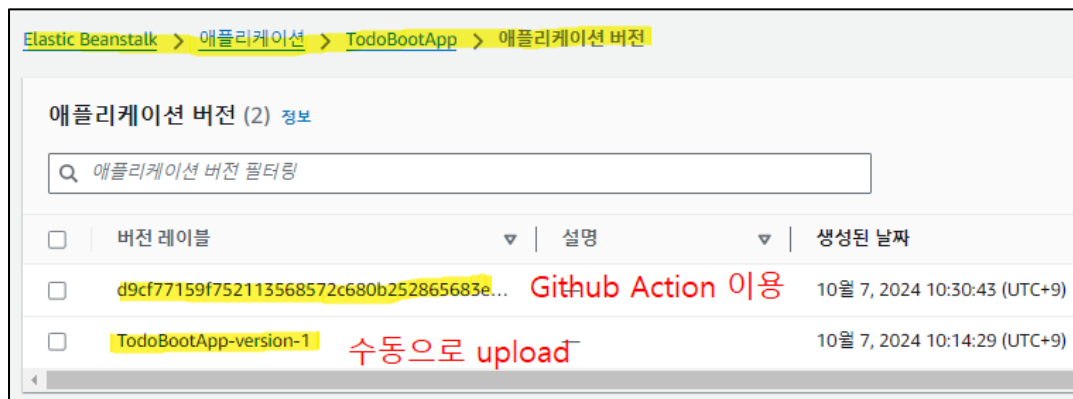 Elastic Beanstalk > 애플리케이션 > TodoBootApp > 애플리케이션 버전
애플리케이션 버전 (2) 정보
애플리케이션 버전 필터링
버전 레이블 설명 생성된 날짜
d9cf77159f752113568572c680b252865683e... Github Action 이용 10월 7, 2024 10:30:43 (UTC+9)
TodoBootApp-version-1 수동으로 upload – 10월 7, 2024 10:14:29 (UTC+9)